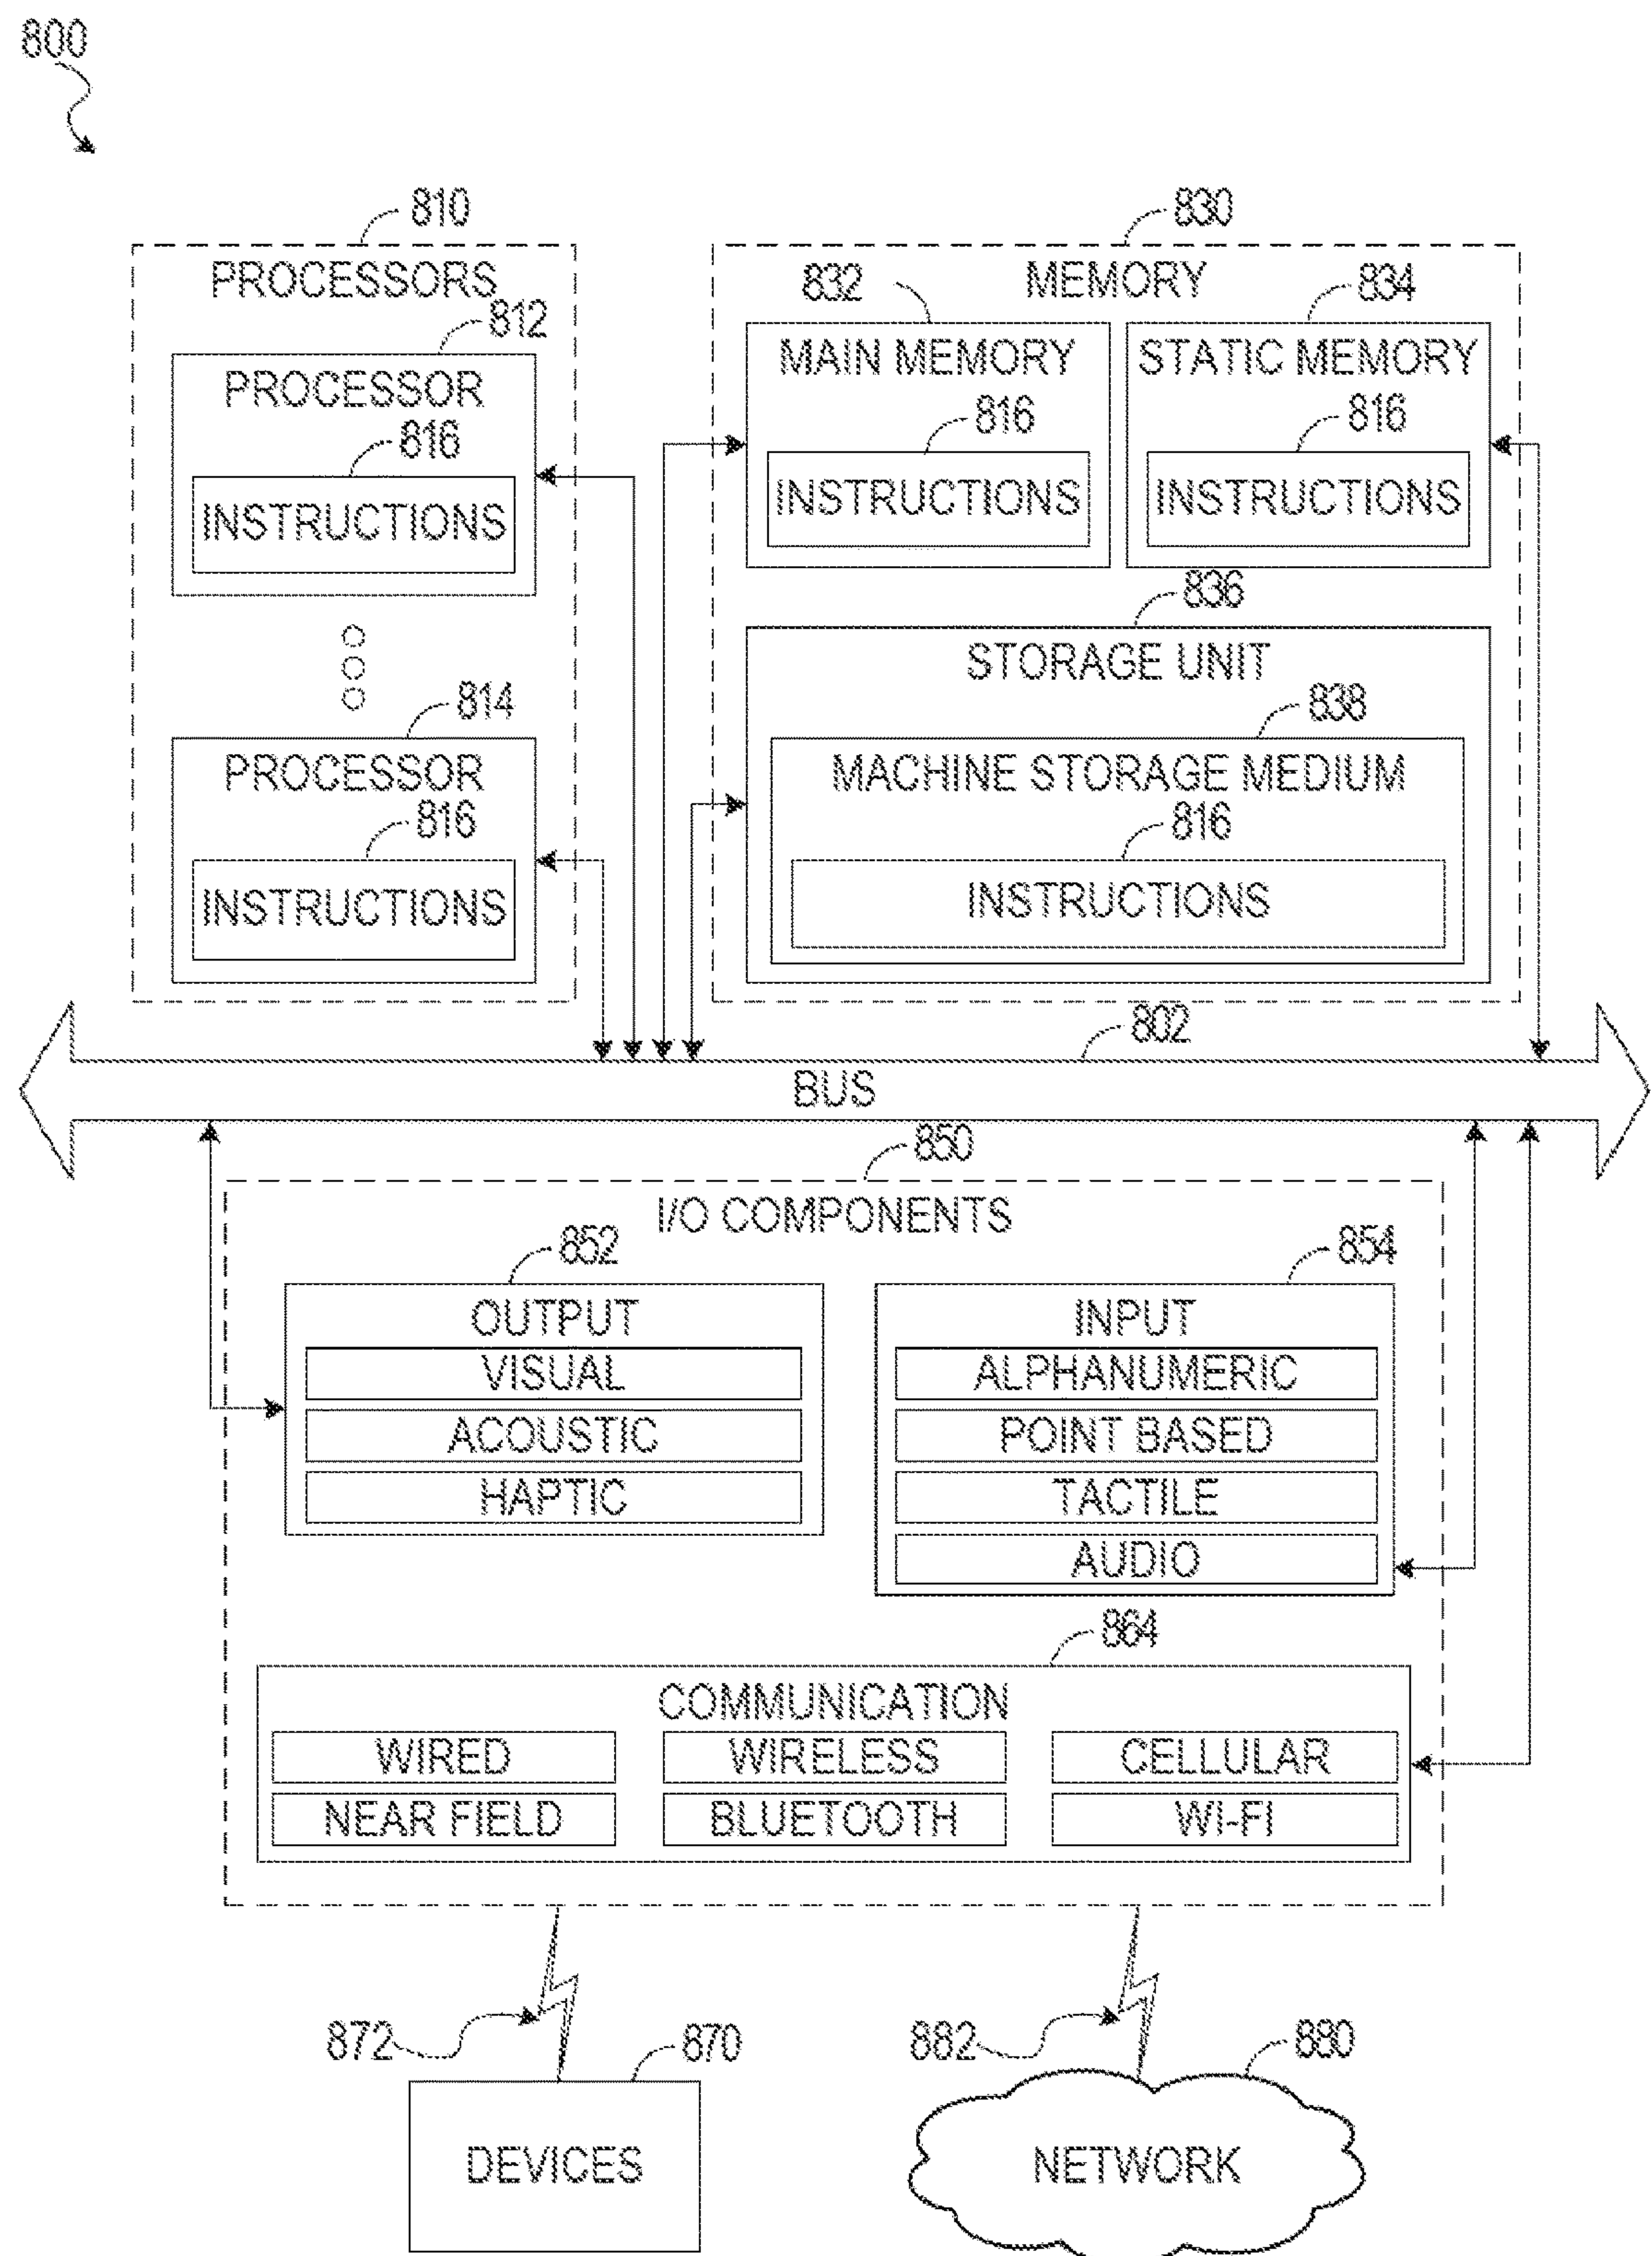 800
810
830
PROCESSORS
832
MEMORY
834
812
MAIN MEMORY
STATIC MEMORY
PROCESSOR
816
816
816
INSTRUCTIONS
INSTRUCTIONS
INSTRUCTIONS
836
STORAGE UNIT
814
838
PROCESSOR
MACHINE STORAGE MEDIUM
816
816
INSTRUCTIONS
INSTRUCTIONS
802
BUS
850
I/O COMPONENTS
852
854
OUTPUT
INPUT
VISUAL
ALPHANUMERIC
ACOUSTIC
POINT BASED
HAPTIC
TACTILE
AUDIO
864
COMMUNICATION
WIRED
WIRELESS
CELLULAR
NEAR FIELD
BLUETOOTH
WI-FI
872
870
882
880
DEVICES
NETWORK